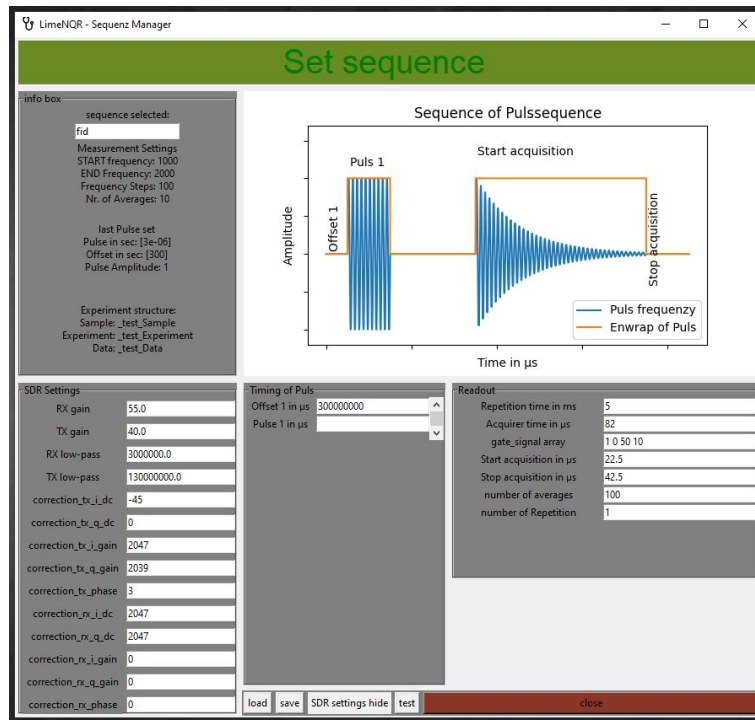 LimeNQR - Sequenz Manager
Set sequence
info box
sequence selected:
fid
Measurement Settings
START frequency: 1000
END Frequency: 2000
Frequency Steps: 100
Nr. of Averages: 10
last Pulse set
Pulse in sec: [3e-06]
Offset in sec: [300]
Pulse Amplitude: 1
Experiment structure:
Sample: _test_Sample
Experiment: _test_Experiment
Data: _test_Data
Sequence of Pulssequence
Amplitude
Offset 1
Puls 1
Start acquisition
Stop acquisition
Puls frequenzy
Enwrap of Puls
Time in µs
SDR Settings
RX gain 55.0
TX gain 40.0
RX low-pass 3000000.0
TX low-pass 130000000.0
correction_tx_i_dc -45
correction_tx_q_dc 0
correction_tx_i_gain 2047
correction_tx_q_gain 2039
correction_tx_phase 3
correction_rx_i_dc 2047
correction_rx_q_dc 2047
correction_rx_i_gain 0
correction_rx_q_gain 0
correction_rx_phase 0
Timing of Puls
Offset 1 in µs 300000000
Pulse 1 in µs
Readout
Repetition time in ms 5
Acquirer time in µs 82
gate_signal array 1 0 50 10
Start acquisition in µs 22.5
Stop acquisition in µs 42.5
number of averages 100
number of Repetition 1
load save SDR settings hide test close